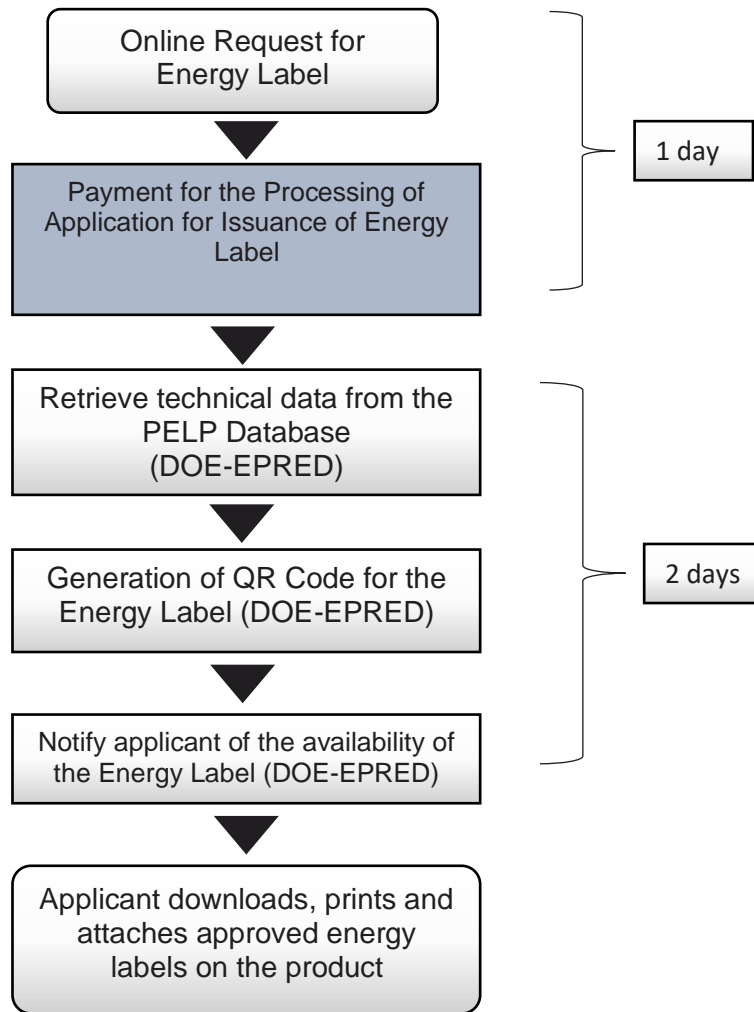 Online Request for
Energy Label
1 day
Payment for the Processing of
Application for Issuance of Energy
Label
Retrieve technical data from the
PELP Database
(DOE-EPRED)
Generation of QR Code for the
Energy Label (DOE-EPRED)
2 days
Notify applicant of the availability of
the Energy Label (DOE-EPRED)
Applicant downloads, prints and
attaches approved energy
labels on the product